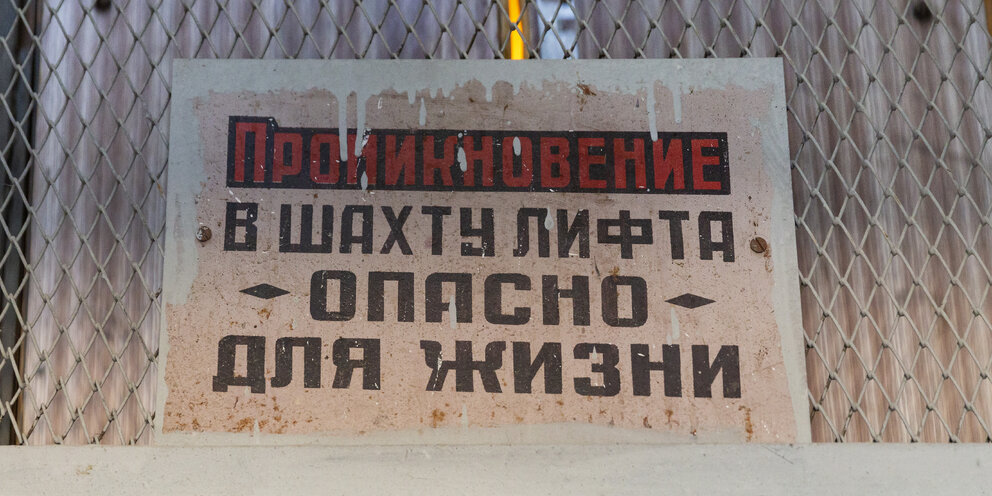 Проникновение
в шахту лифта
опасно
для жизни